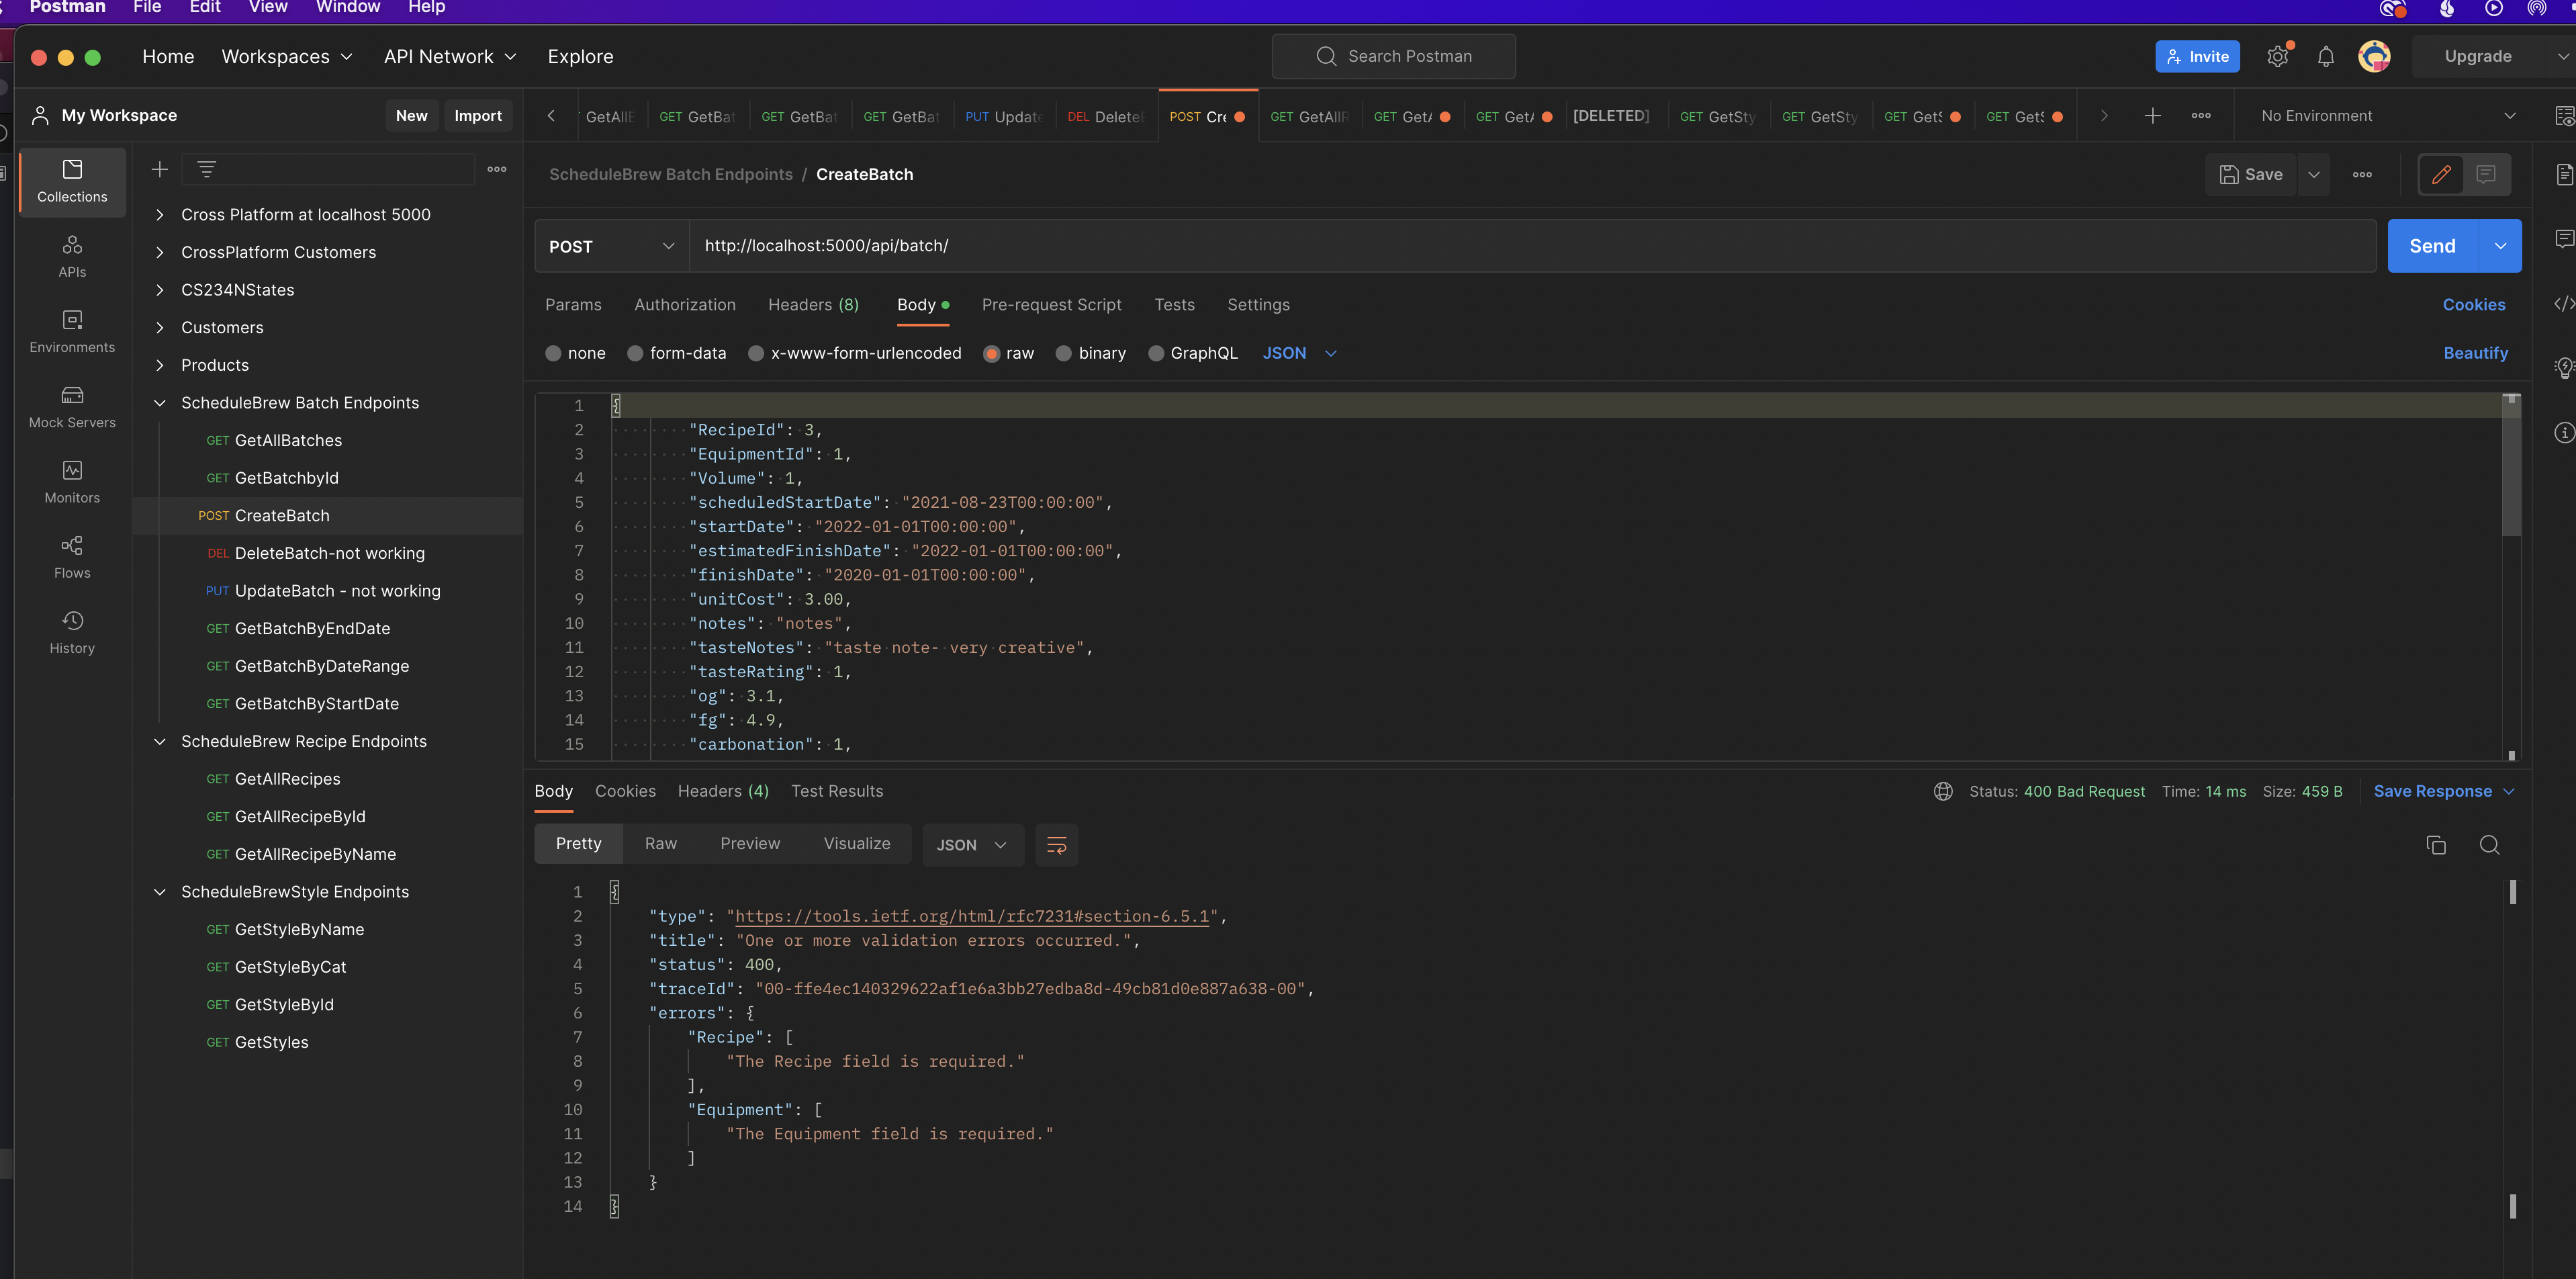 Postman File Edit View Window Help
Home Workspaces API Network Explore
Search Postman
Invite
Upgrade
My Workspace
New Import
GetAllE
GET GetBat
GET GetBat
GET GetBat
PUT Update
DEL DeleteE
POST Cre
GET GetAllR
GET GetA
GET GetA
[DELETED]
GET GetSty
GET GetSty
GET GetS
GET GetS
No Environment
Collections
APIs
Environments
Mock Servers
Monitors
Flows
History
Cross Platform at localhost 5000
CrossPlatform Customers
CS234NStates
Customers
Products
ScheduleBrew Batch Endpoints
GET GetAllBatches
GET GetBatchbyId
POST CreateBatch
DEL DeleteBatch-not working
PUT UpdateBatch - not working
GET GetBatchByEndDate
GET GetBatchByDateRange
GET GetBatchByStartDate
ScheduleBrew Recipe Endpoints
GET GetAllRecipes
GET GetAllRecipeById
GET GetAllRecipeByName
ScheduleBrewStyle Endpoints
GET GetStyleByName
GET GetStyleByCat
GET GetStyleById
GET GetStyles
ScheduleBrew Batch Endpoints / CreateBatch
Save
POST http://localhost:5000/api/batch/
Send
Params Authorization Headers (8) Body Pre-request Script Tests Settings
Cookies
none form-data x-www-form-urlencoded raw binary GraphQL JSON
Beautify
1 {
2 "RecipeId": 3,
3 "EquipmentId": 1,
4 "Volume": 1,
5 "scheduledStartDate": "2021-08-23T00:00:00",
6 "startDate": "2022-01-01T00:00:00",
7 "estimatedFinishDate": "2022-01-01T00:00:00",
8 "finishDate": "2020-01-01T00:00:00",
9 "unitCost": 3.00,
10 "notes": "notes",
11 "tasteNotes": "taste note- very creative",
12 "tasteRating": 1,
13 "og": 3.1,
14 "fg": 4.9,
15 "carbonation": 1,
Body Cookies Headers (4) Test Results
Status: 400 Bad Request Time: 14 ms Size: 459 B
Save Response
Pretty Raw Preview Visualize JSON
1 {
2 "type": "https://tools.ietf.org/html/rfc7231#section-6.5.1",
3 "title": "One or more validation errors occurred.",
4 "status": 400,
5 "traceId": "00-ffe4ec140329622af1e6a3bb27edba8d-49cb81d0e887a638-00",
6 "errors": {
7 "Recipe": [
8 "The Recipe field is required."
9 ],
10 "Equipment": [
11 "The Equipment field is required."
12 ]
13 }
14 }